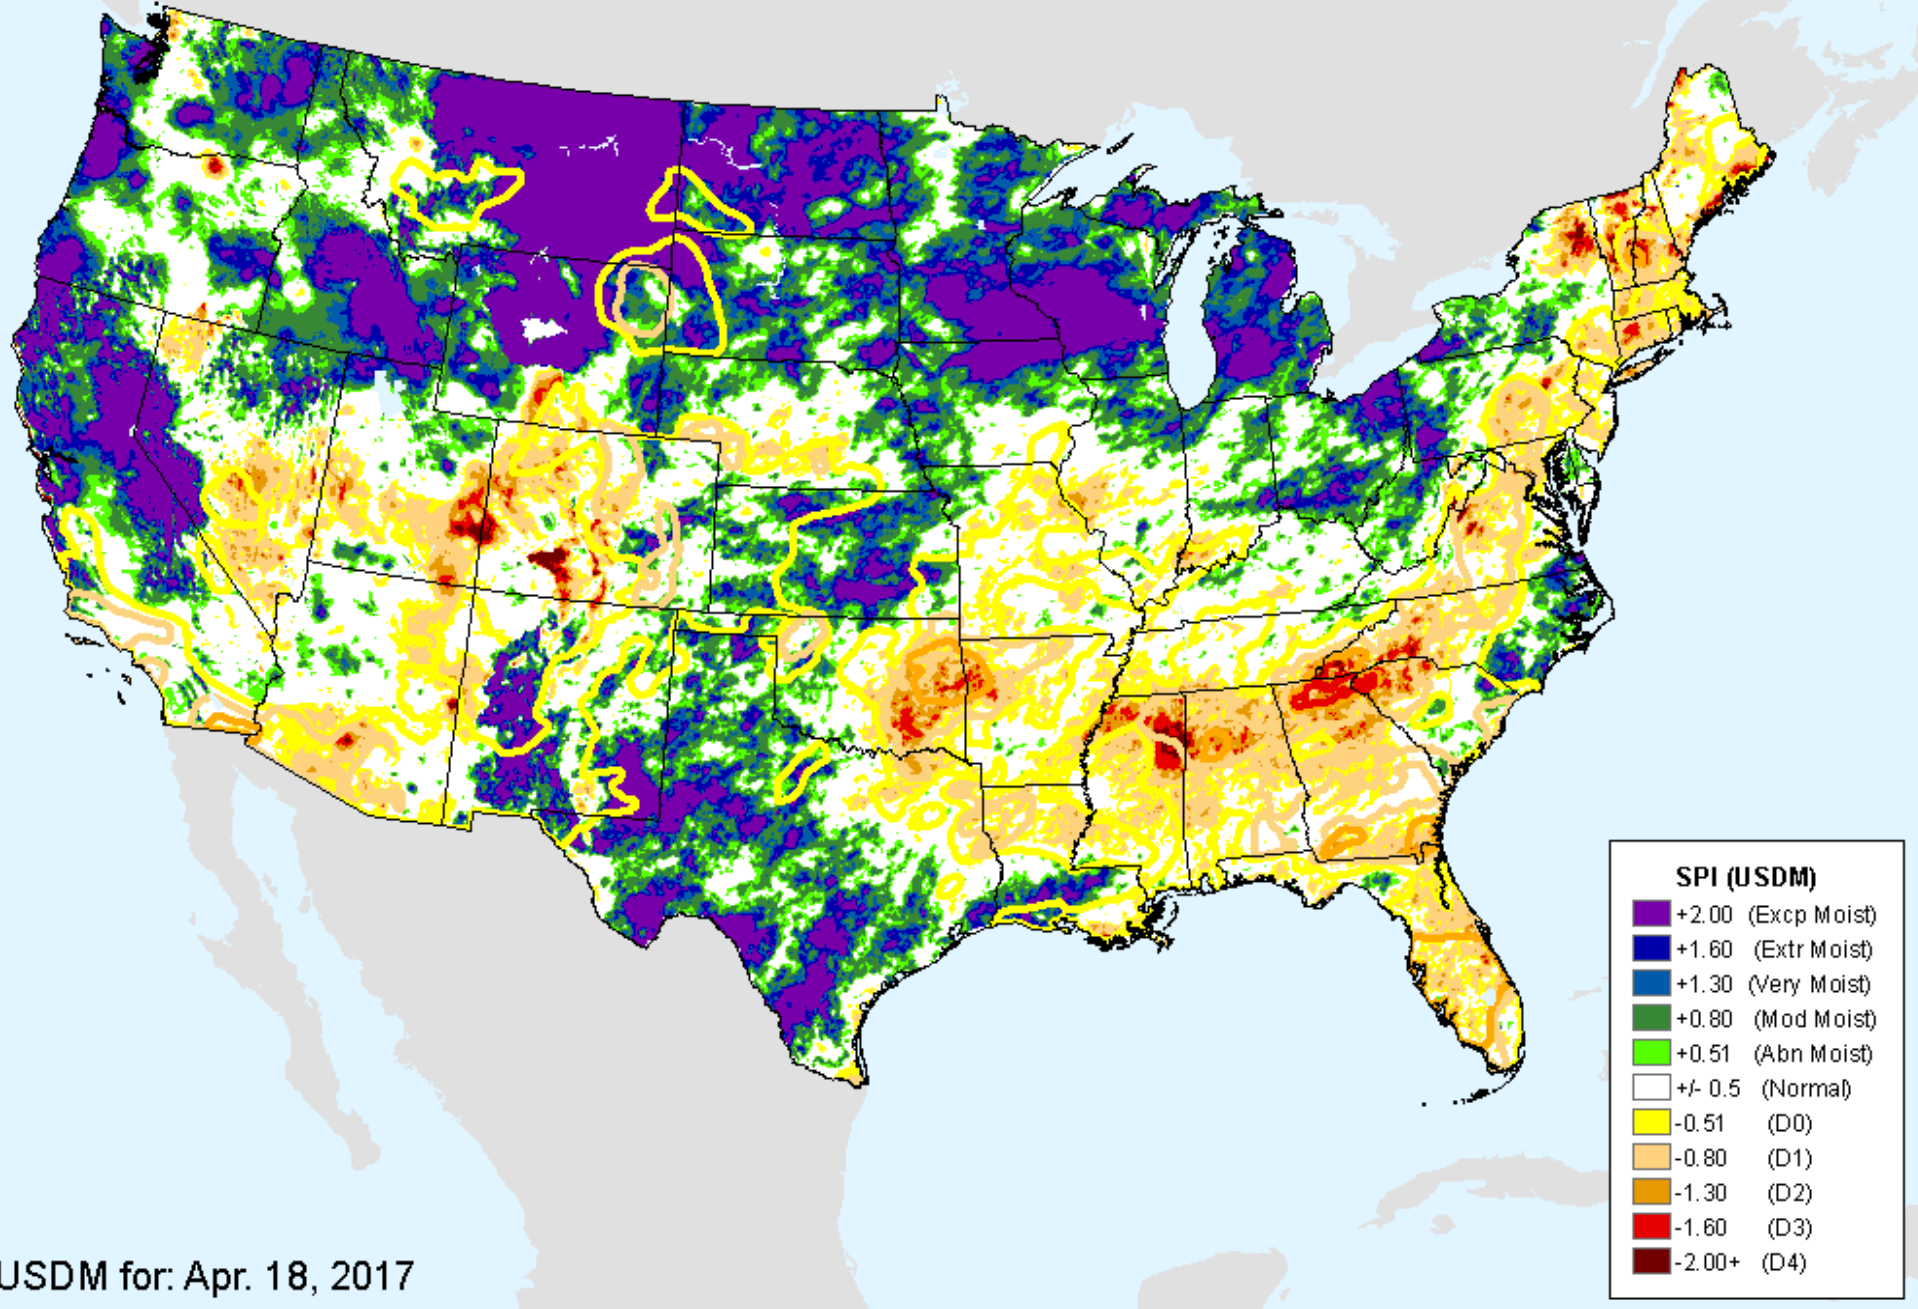 SPI (USDM)
+2.00 (Excp Moist)
+1.60 (Extr Moist)
+1.30 (Very Moist)
+0.80 (Mod Moist)
+0.51 (Abn Moist)
+/- 0.5 (Normal)
-0.51 (D0)
-0.80 (D1)
-1.30 (D2)
-1.60 (D3)
-2.00+ (D4)
USDM for: Apr. 18, 2017